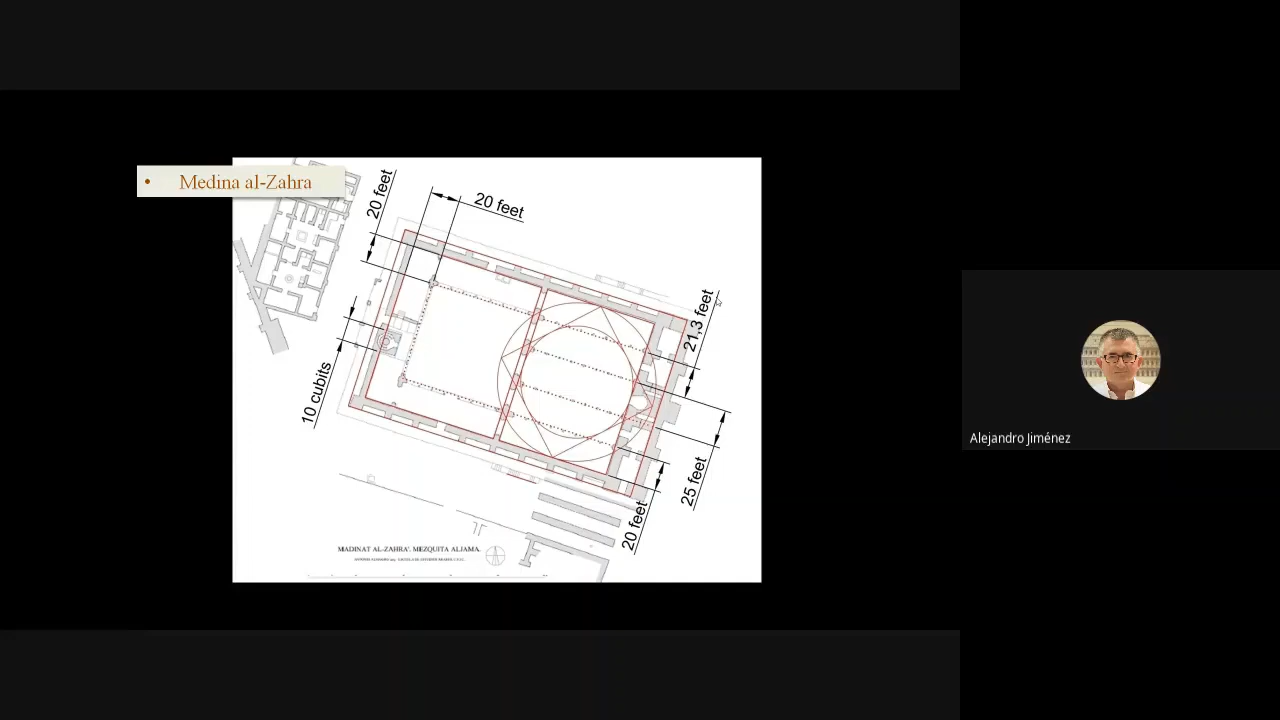 • Medina al-Zahra
20 feet
20 feet
21,3 feet
10 cubits
25 feet
20 feet
MADINAT AL-ZAHRA'. MEZQUITA ALJAMA.
Alejandro Jiménez